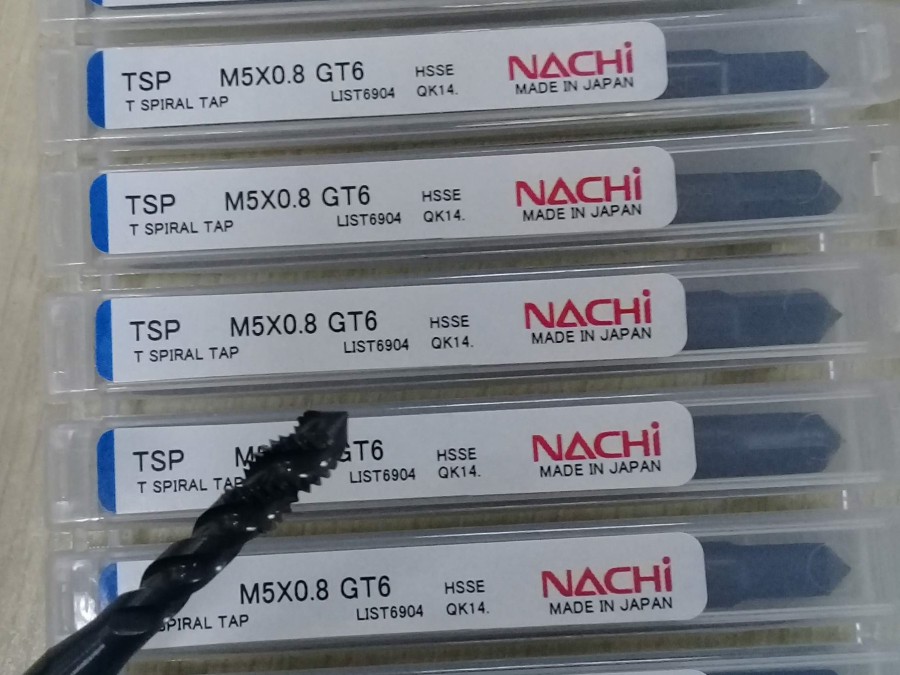 TSP M5X0.8 GT6 HSSE NACHi
T SPIRAL TAP LIST6904 QK14. MADE IN JAPAN
TSP M5X0.8 GT6 HSSE NACHi
T SPIRAL TAP LIST6904 QK14. MADE IN JAPAN
TSP M5X0.8 GT6 HSSE NACHi
T SPIRAL TAP LIST6904 QK14. MADE IN JAPAN
TSP GT6 HSSE NACHi
T SPIRAL TAP LIST6904 QK14. MADE IN JAPAN
M5X0.8 GT6 HSSE NACHi
SPIRAL TAP LIST6904 QK14. MADE IN JAPAN